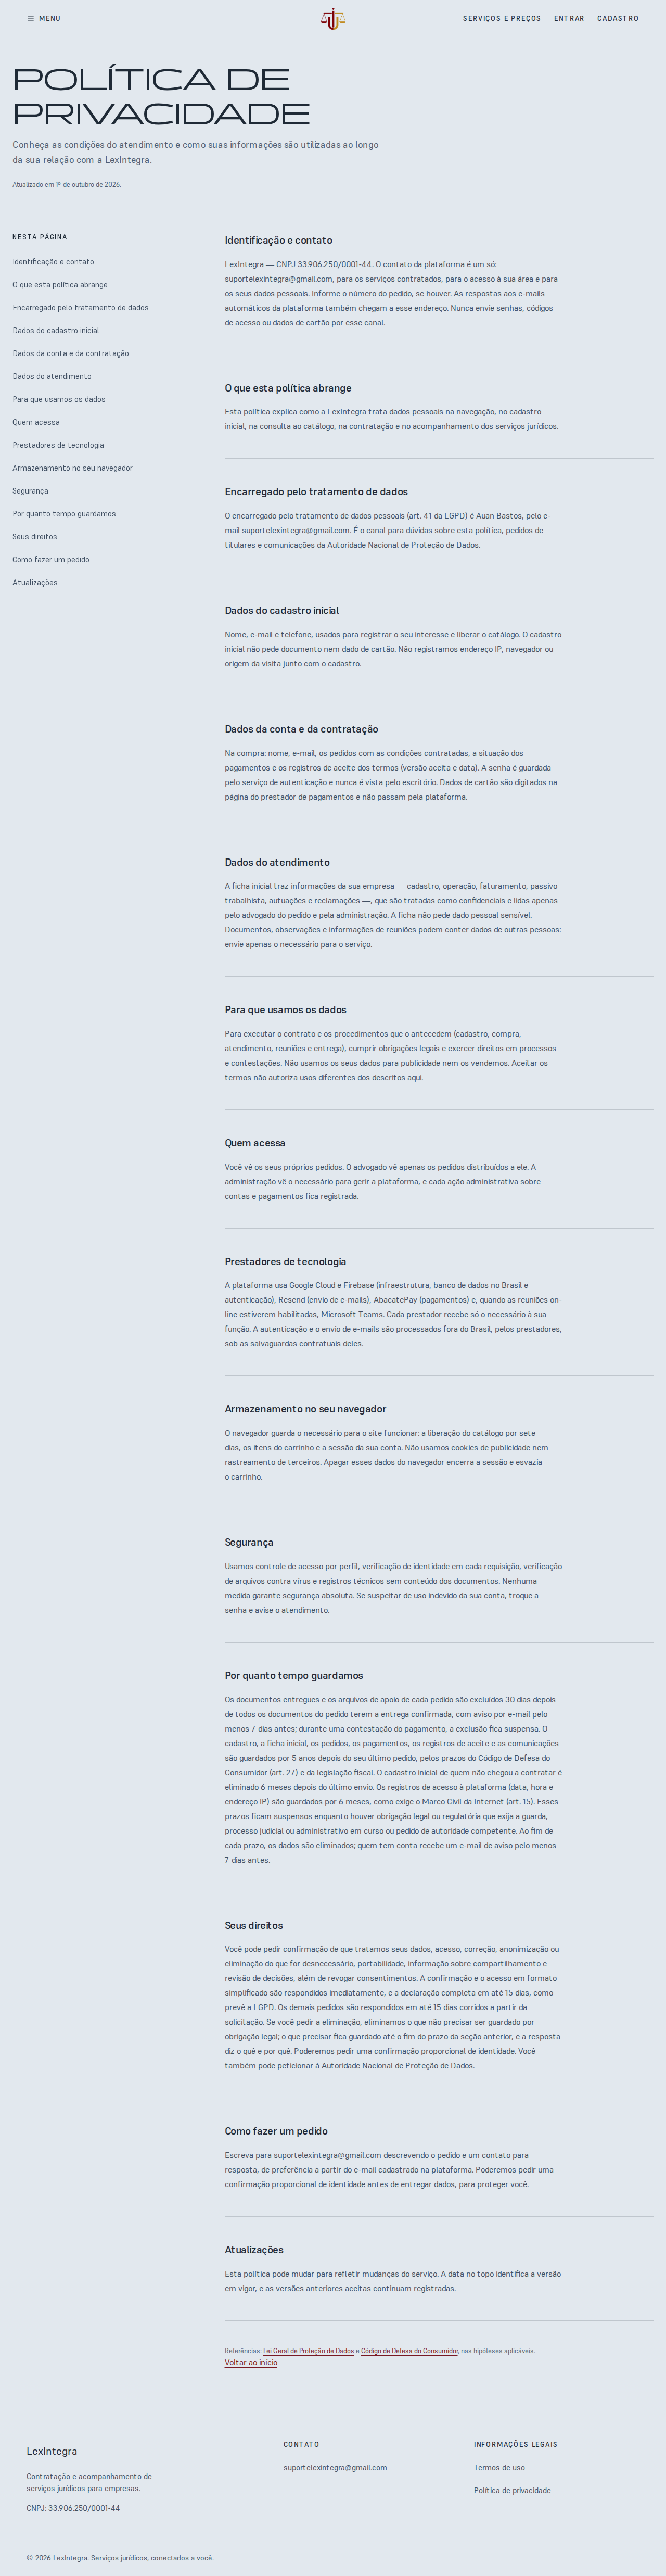 MENU
SERVIÇOS E PREÇOS
ENTRAR
CADASTRO
POLÍTICA DE
PRIVACIDADE
Conheça as condições do atendimento e como suas informações são utilizadas ao longo
da sua relação com a LexIntegra.
Atualizado em 1º de outubro de 2026.
NESTA PÁGINA
Identificação e contato
O que esta política abrange
Encarregado pelo tratamento de dados
Dados do cadastro inicial
Dados da conta e da contratação
Dados do atendimento
Para que usamos os dados
Quem acessa
Prestadores de tecnologia
Armazenamento no seu navegador
Segurança
Por quanto tempo guardamos
Seus direitos
Como fazer um pedido
Atualizações
Identificação e contato
LexIntegra — CNPJ 33.906.250/0001-44. O contato da plataforma é um só:
suportelexintegra@gmail.com, para os serviços contratados, para o acesso à sua área e para
os seus dados pessoais. Informe o número do pedido, se houver. As respostas aos e-mails
automáticos da plataforma também chegam a esse endereço. Nunca envie senhas, códigos
de acesso ou dados de cartão por esse canal.
O que esta política abrange
Esta política explica como a LexIntegra trata dados pessoais na navegação, no cadastro
inicial, na consulta ao catálogo, na contratação e no acompanhamento dos serviços jurídicos.
Encarregado pelo tratamento de dados
O encarregado pelo tratamento de dados pessoais (art. 41 da LGPD) é Auan Bastos, pelo e-
mail suportelexintegra@gmail.com. É o canal para dúvidas sobre esta política, pedidos de
titulares e comunicações da Autoridade Nacional de Proteção de Dados.
Dados do cadastro inicial
Nome, e-mail e telefone, usados para registrar o seu interesse e liberar o catálogo. O cadastro
inicial não pede documento nem dado de cartão. Não registramos endereço IP, navegador ou
origem da visita junto com o cadastro.
Dados da conta e da contratação
Na compra: nome, e-mail, os pedidos com as condições contratadas, a situação dos
pagamentos e os registros de aceite dos termos (versão aceita e data). A senha é guardada
pelo serviço de autenticação e nunca é vista pelo escritório. Dados de cartão são digitados na
página do prestador de pagamentos e não passam pela plataforma.
Dados do atendimento
A ficha inicial traz informações da sua empresa — cadastro, operação, faturamento, passivo
trabalhista, autuações e reclamações —, que são tratadas como confidenciais e lidas apenas
pelo advogado do pedido e pela administração. A ficha não pede dado pessoal sensível.
Documentos, observações e informações de reuniões podem conter dados de outras pessoas:
envie apenas o necessário para o serviço.
Para que usamos os dados
Para executar o contrato e os procedimentos que o antecedem (cadastro, compra,
atendimento, reuniões e entrega), cumprir obrigações legais e exercer direitos em processos
e contestações. Não usamos os seus dados para publicidade nem os vendemos. Aceitar os
termos não autoriza usos diferentes dos descritos aqui.
Quem acessa
Você vê os seus próprios pedidos. O advogado vê apenas os pedidos distribuídos a ele. A
administração vê o necessário para gerir a plataforma, e cada ação administrativa sobre
contas e pagamentos fica registrada.
Prestadores de tecnologia
A plataforma usa Google Cloud e Firebase (infraestrutura, banco de dados no Brasil e
autenticação), Resend (envio de e-mails), AbacatePay (pagamentos) e, quando as reuniões on-
line estiverem habilitadas, Microsoft Teams. Cada prestador recebe só o necessário à sua
função. A autenticação e o envio de e-mails são processados fora do Brasil, pelos prestadores,
sob as salvaguardas contratuais deles.
Armazenamento no seu navegador
O navegador guarda o necessário para o site funcionar: a liberação do catálogo por sete
dias, os itens do carrinho e a sessão da sua conta. Não usamos cookies de publicidade nem
rastreamento de terceiros. Apagar esses dados do navegador encerra a sessão e esvazia
o carrinho.
Segurança
Usamos controle de acesso por perfil, verificação de identidade em cada requisição, verificação
de arquivos contra vírus e registros técnicos sem conteúdo dos documentos. Nenhuma
medida garante segurança absoluta. Se suspeitar de uso indevido da sua conta, troque a
senha e avise o atendimento.
Por quanto tempo guardamos
Os documentos entregues e os arquivos de apoio de cada pedido são excluídos 30 dias depois
de todos os documentos do pedido terem a entrega confirmada, com aviso por e-mail pelo
menos 7 dias antes; durante uma contestação do pagamento, a exclusão fica suspensa. O
cadastro, a ficha inicial, os pedidos, os pagamentos, os registros de aceite e as comunicações
são guardados por 5 anos depois do seu último pedido, pelos prazos do Código de Defesa do
Consumidor (art. 27) e da legislação fiscal. O cadastro inicial de quem não chegou a contratar é
eliminado 6 meses depois do último envio. Os registros de acesso à plataforma (data, hora e
endereço IP) são guardados por 6 meses, como exige o Marco Civil da Internet (art. 15). Esses
prazos ficam suspensos enquanto houver obrigação legal ou regulatória que exija a guarda,
processo judicial ou administrativo em curso ou pedido de autoridade competente. Ao fim de
cada prazo, os dados são eliminados; quem tem conta recebe um e-mail de aviso pelo menos
7 dias antes.
Seus direitos
Você pode pedir confirmação de que tratamos seus dados, acesso, correção, anonimização ou
eliminação do que for desnecessário, portabilidade, informação sobre compartilhamento e
revisão de decisões, além de revogar consentimentos. A confirmação e o acesso em formato
simplificado são respondidos imediatamente, e a declaração completa em até 15 dias, como
prevê a LGPD. Os demais pedidos são respondidos em até 15 dias corridos a partir da
solicitação. Se você pedir a eliminação, eliminamos o que não precisar ser guardado por
obrigação legal; o que precisar fica guardado até o fim do prazo da seção anterior, e a resposta
diz o quê e por quê. Poderemos pedir uma confirmação proporcional de identidade. Você
também pode peticionar à Autoridade Nacional de Proteção de Dados.
Como fazer um pedido
Escreva para suportelexintegra@gmail.com descrevendo o pedido e um contato para
resposta, de preferência a partir do e-mail cadastrado na plataforma. Poderemos pedir uma
confirmação proporcional de identidade antes de entregar dados, para proteger você.
Atualizações
Esta política pode mudar para refletir mudanças do serviço. A data no topo identifica a versão
em vigor, e as versões anteriores aceitas continuam registradas.
Referências: Lei Geral de Proteção de Dados e Código de Defesa do Consumidor, nas hipóteses aplicáveis.
Voltar ao início
LexIntegra
Contratação e acompanhamento de
serviços jurídicos para empresas.
CNPJ: 33.906.250/0001-44
CONTATO
suportelexintegra@gmail.com
INFORMAÇÕES LEGAIS
Termos de uso
Política de privacidade
© 2026 LexIntegra. Serviços jurídicos, conectados a você.